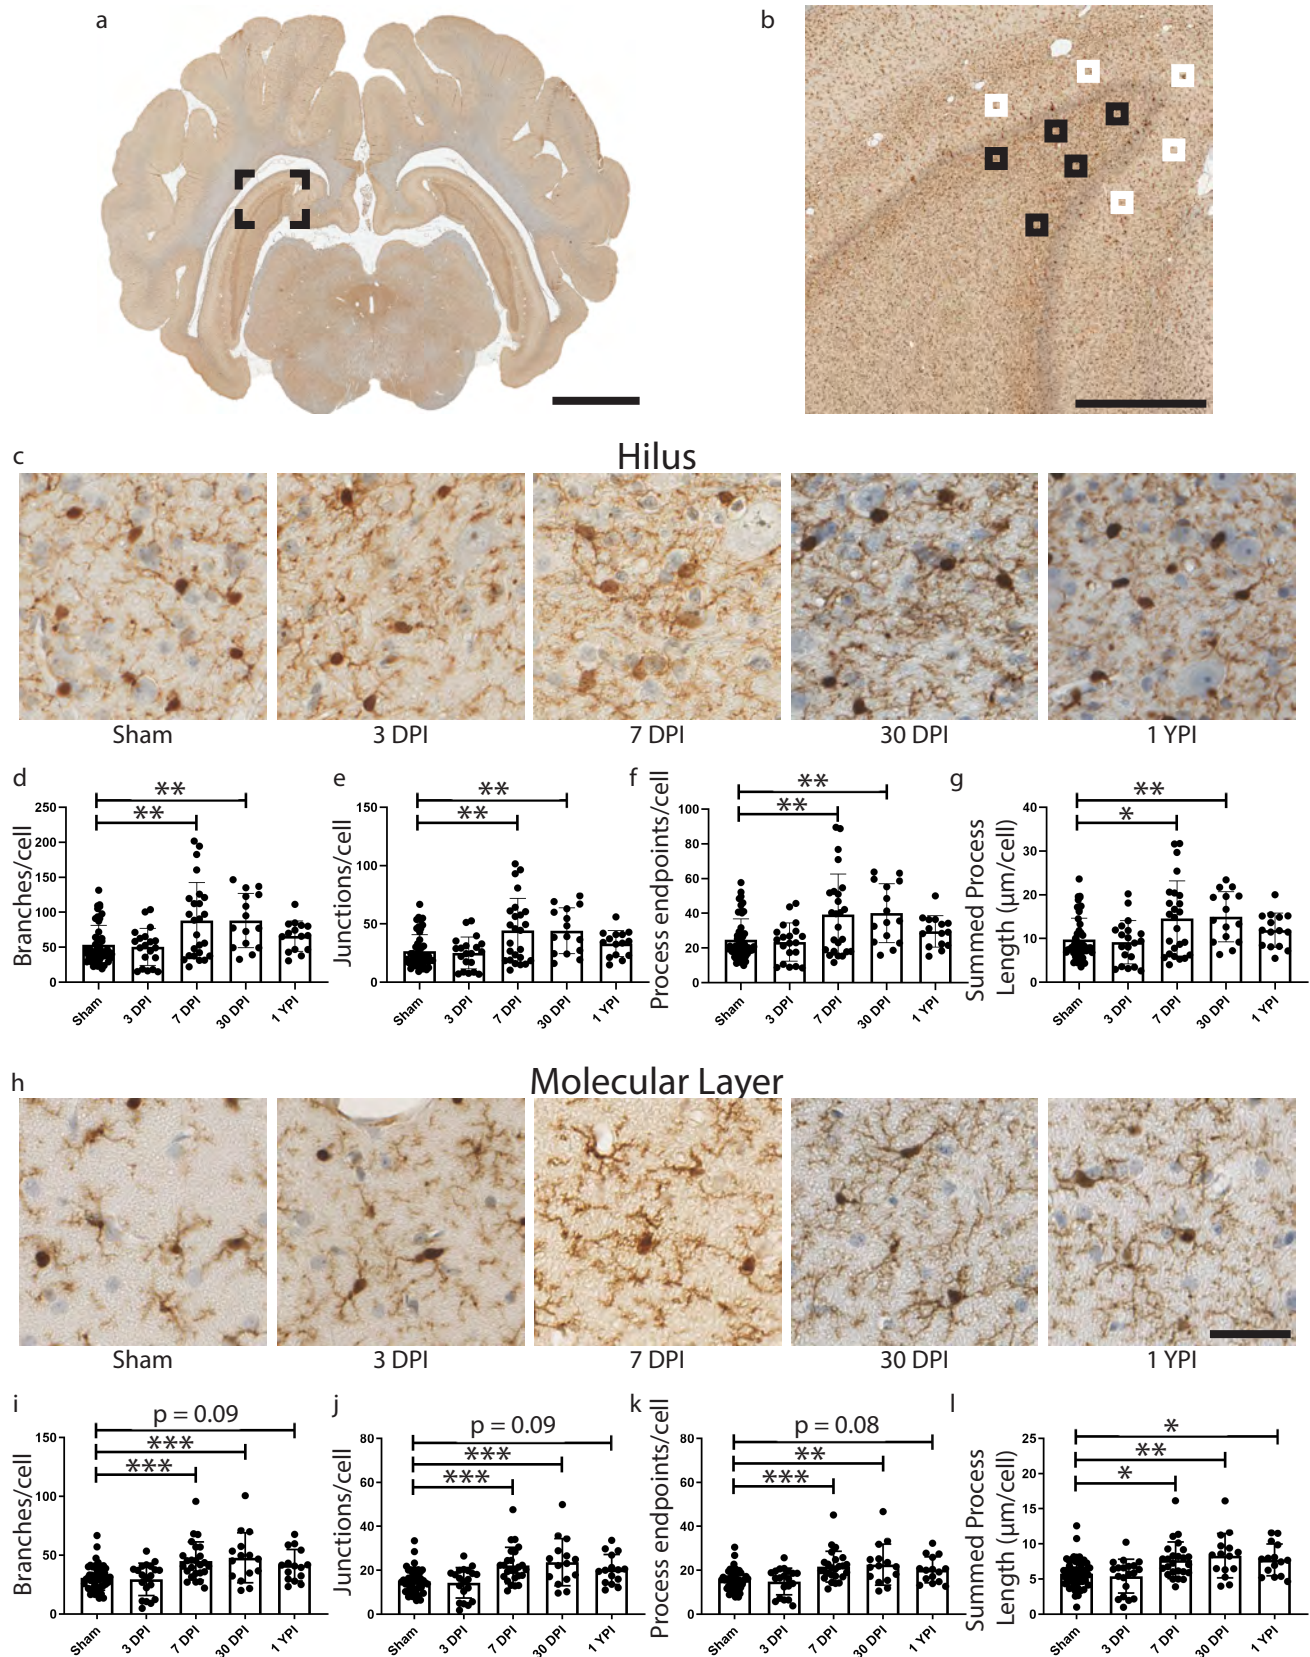 a
b
Hilus
c
Sham
3 DPI
7 DPI
30 DPI
1 YPI
d
**
**
Branches/cell
250
200
150
100
50
0
Sham
3 DPI
7 DPI
30 DPI
1 YPI
e
**
**
Junctions/cell
150
100
50
0
Sham
3 DPI
7 DPI
30 DPI
1 YPI
f
**
**
Process endpoints/cell
100
80
60
40
20
0
Sham
3 DPI
7 DPI
30 DPI
1 YPI
g
**
*
Summed Process
Length (μm/cell)
40
30
20
10
0
Sham
3 DPI
7 DPI
30 DPI
1 YPI
Molecular Layer
h
Sham
3 DPI
7 DPI
30 DPI
1 YPI
i
p = 0.09
***
***
Branches/cell
150
100
50
0
Sham
3 DPI
7 DPI
30 DPI
1 YPI
j
p = 0.09
***
***
Junctions/cell
80
60
40
20
0
Sham
3 DPI
7 DPI
30 DPI
1 YPI
k
p = 0.08
**
***
Process endpoints/cell
80
60
40
20
0
Sham
3 DPI
7 DPI
30 DPI
1 YPI
l
*
**
*
Summed Process
Length (μm/cell)
25
20
15
10
5
0
Sham
3 DPI
7 DPI
30 DPI
1 YPI